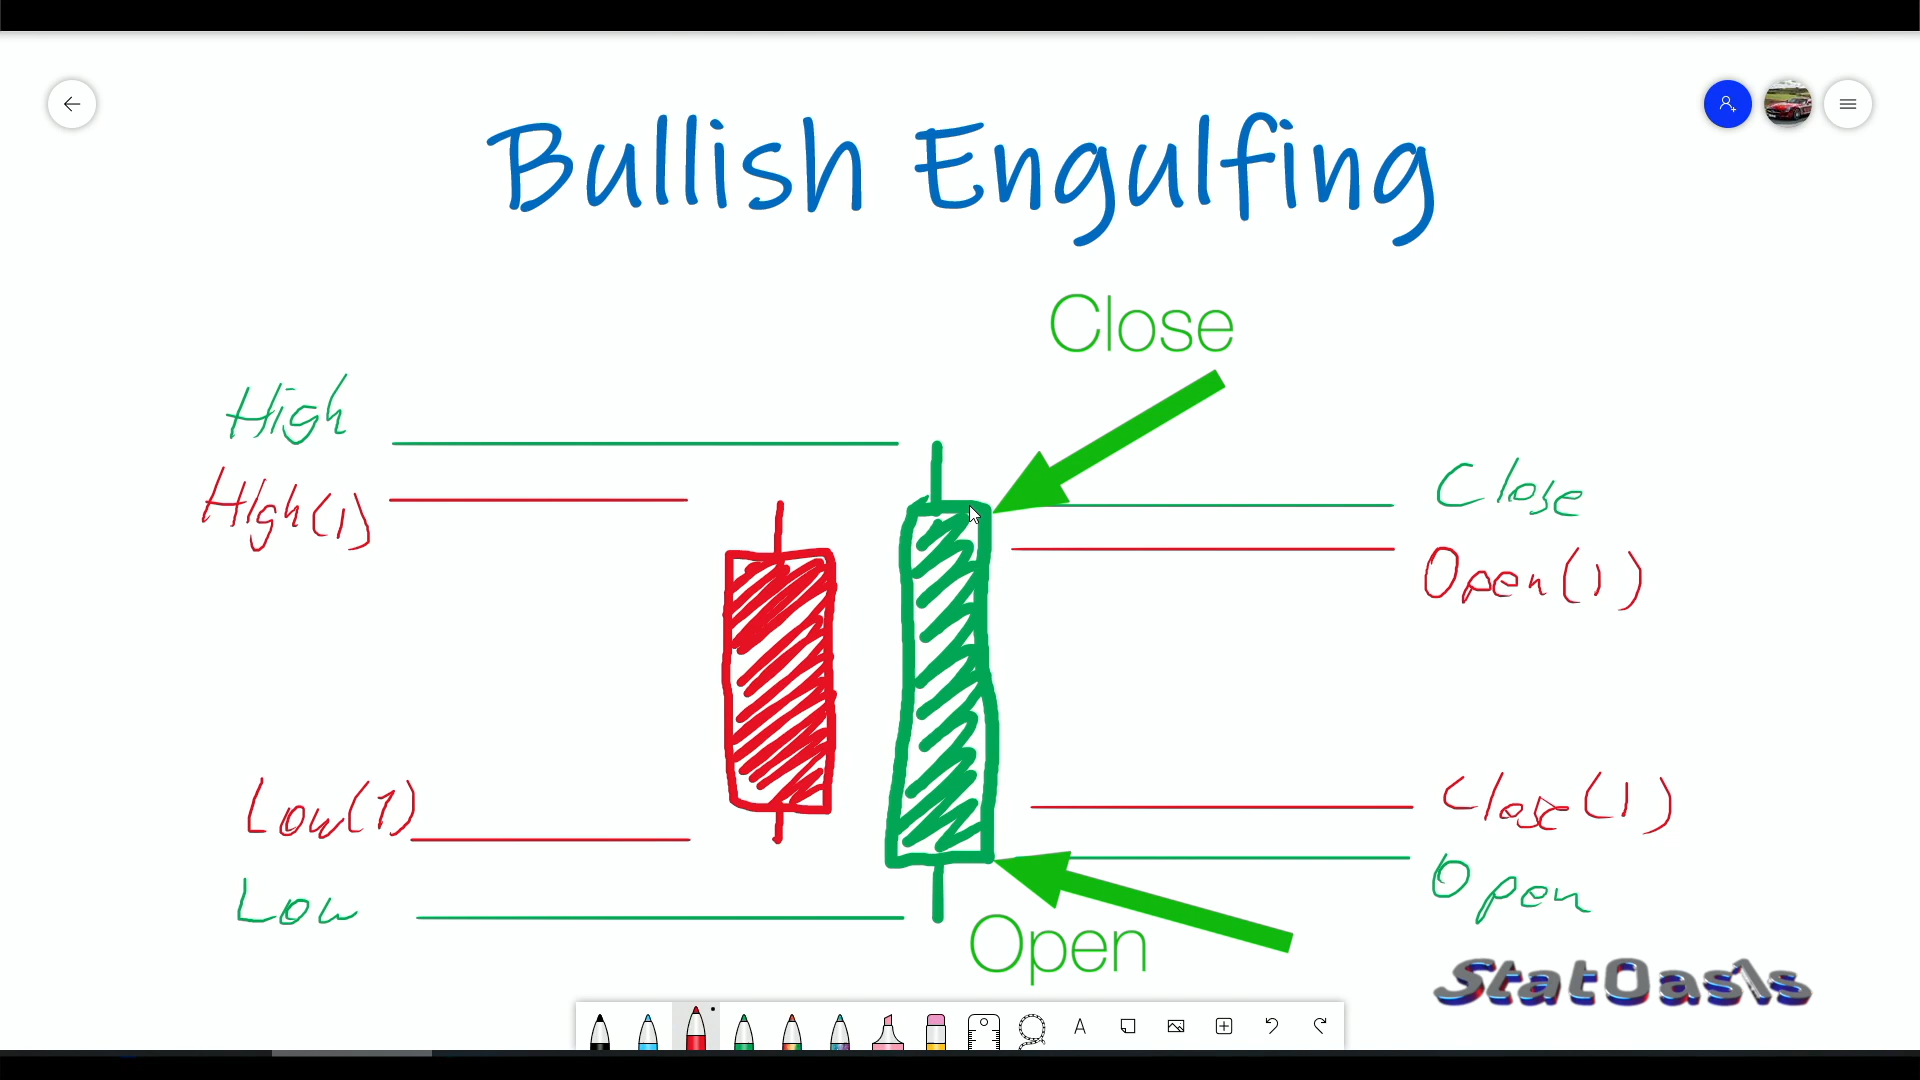 Bullish Engulfing
Close
High
HIgh(1)
Close
Open(1)
Low(1)
Close(1)
Low
Open
Open
StatOasis
A